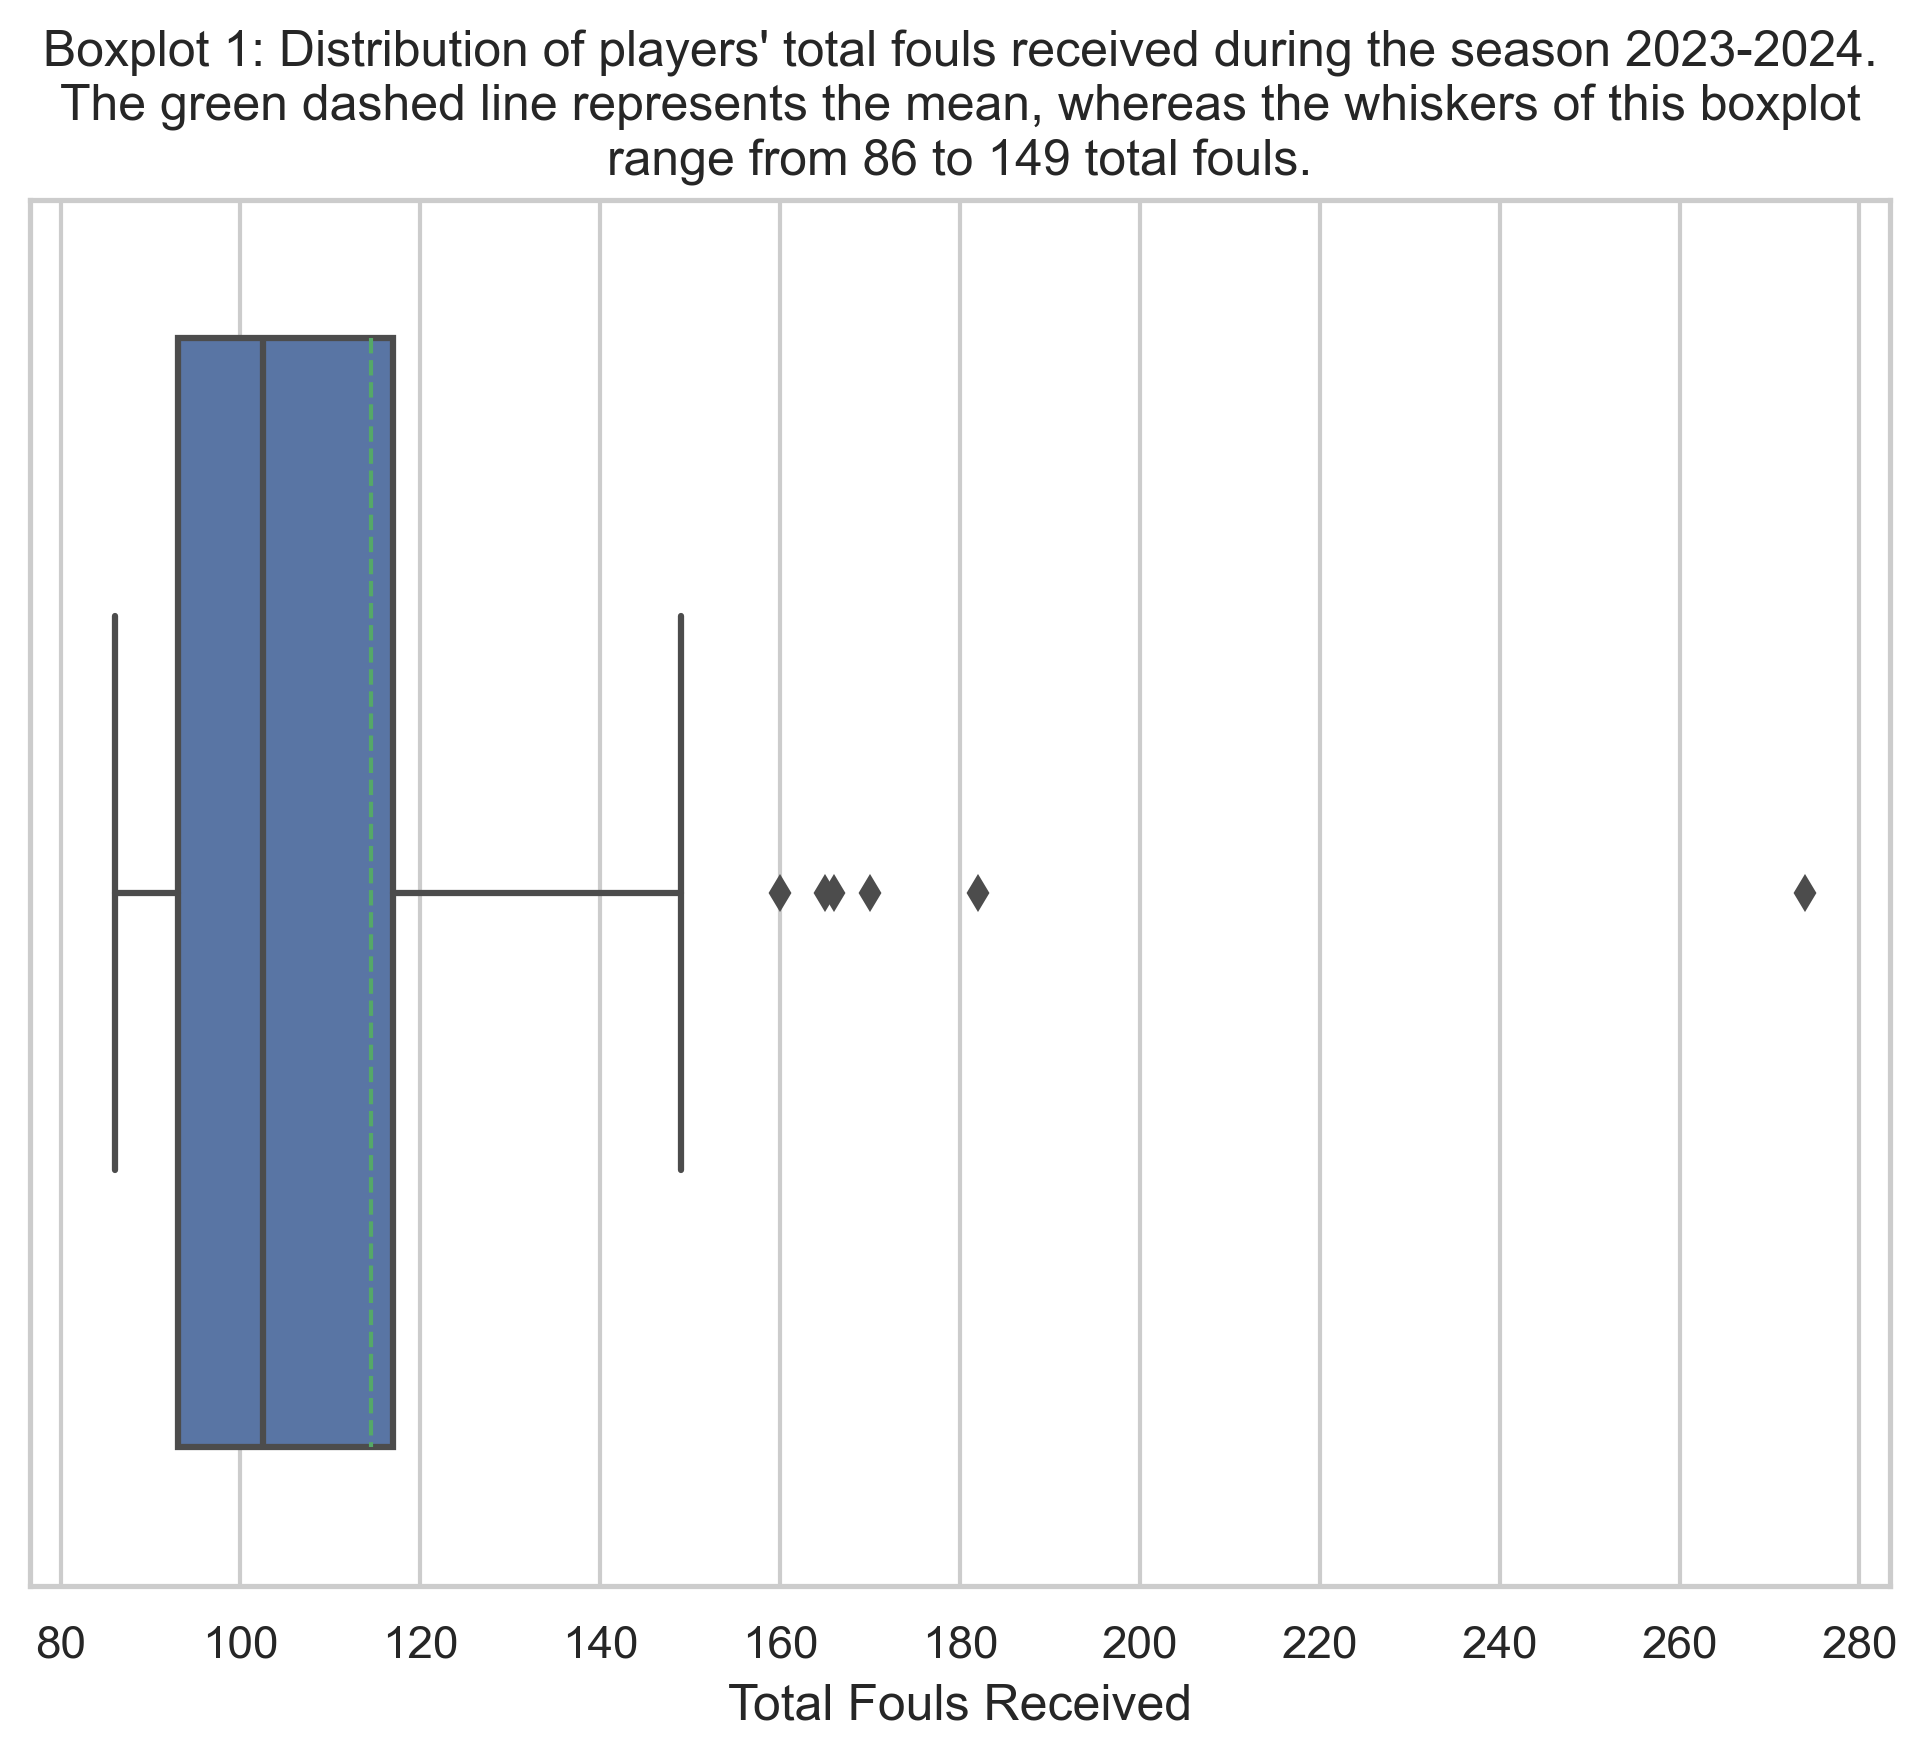 Boxplot 1: Distribution of players' total fouls received during the season 2023-2024.
The green dashed line represents the mean, whereas the whiskers of this boxplot
range from 86 to 149 total fouls.
80 100 120 140 160 180 200 220 240 260 280
Total Fouls Received